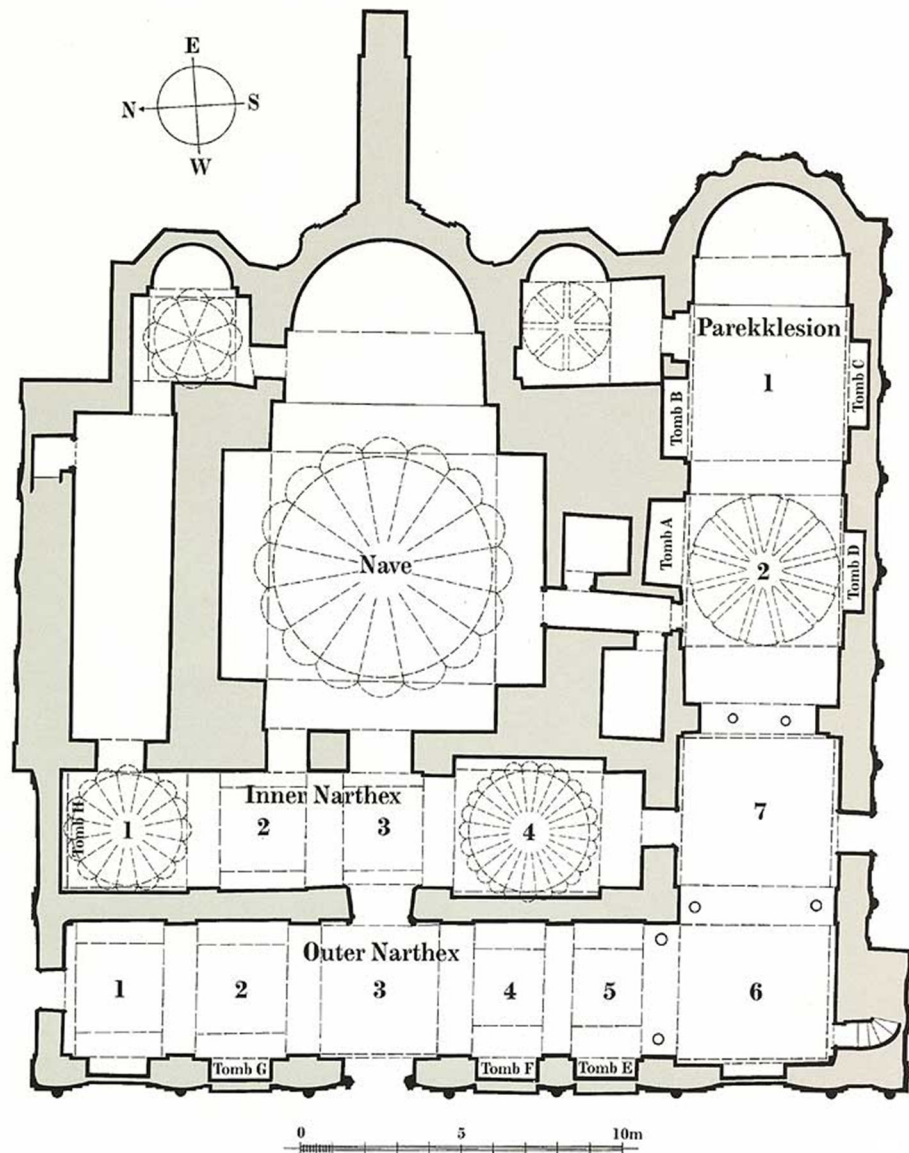 E
N
S
W
Parekklesion
1
Tomb B
Tomb C
Tomb A
Tomb D
2
Nave
Inner Narthex
Tomb H
1
2
3
4
7
Outer Narthex
1
2
3
4
5
6
Tomb G
Tomb F
Tomb E
0
5
10m